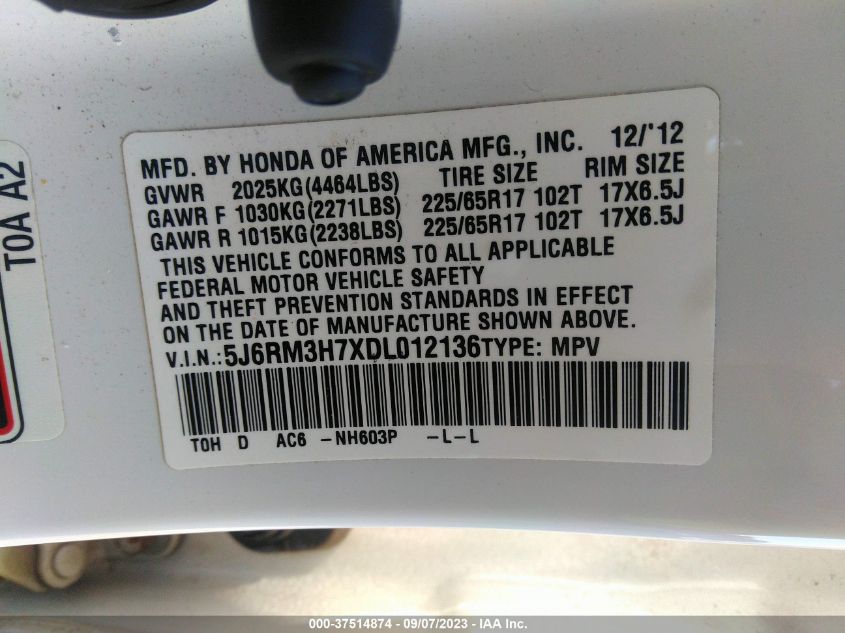 MFD. BY HONDA OF AMERICA MFG., INC. 12/'12
GVWR 2025KG(4464LBS) TIRE SIZE RIM SIZE
GAWR F 1030KG(2271LBS) 225/65R17 102T 17X6.5J
GAWR R 1015KG(2238LBS) 225/65R17 102T 17X6.5J
THIS VEHICLE CONFORMS TO ALL APPLICABLE
FEDERAL MOTOR VEHICLE SAFETY
AND THEFT PREVENTION STANDARDS IN EFFECT
ON THE DATE OF MANUFACTURE SHOWN ABOVE.
V.I.N.:5J6RM3H7XDL012136TYPE: MPV
T0H D AC6 -NH603P -L-L
T0A A2
000-37514874 - 09/07/2023 - IAA Inc.